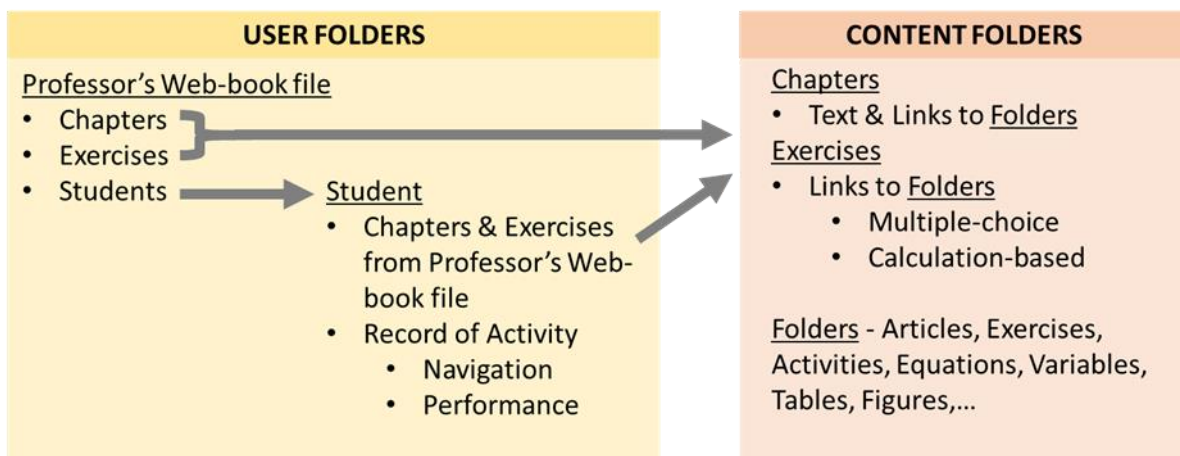 USER FOLDERS
Professor's Web-book file
• Chapters
• Exercises
• Students
Student
• Chapters & Exercises
from Professor's Web-
book file
• Record of Activity
• Navigation
• Performance
CONTENT FOLDERS
Chapters
• Text & Links to Folders
Exercises
• Links to Folders
• Multiple-choice
• Calculation-based
Folders - Articles, Exercises,
Activities, Equations, Variables,
Tables, Figures,...